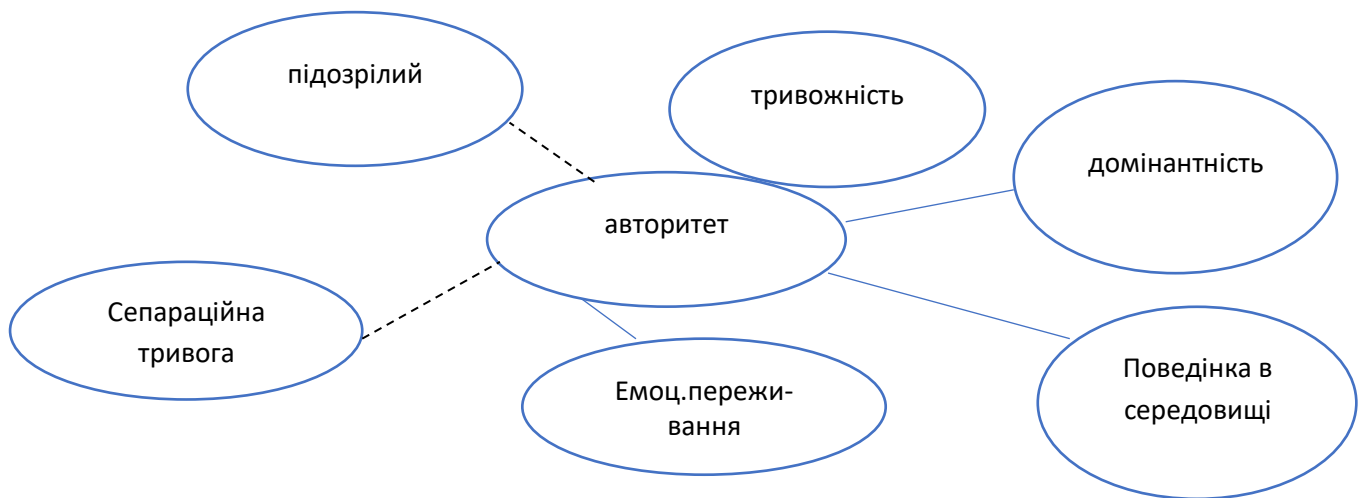 підозрілий
тривожність
домінантність
авторитет
Сепараційна
тривога
Емоц.пережи-
вання
Поведінка в
середовищі